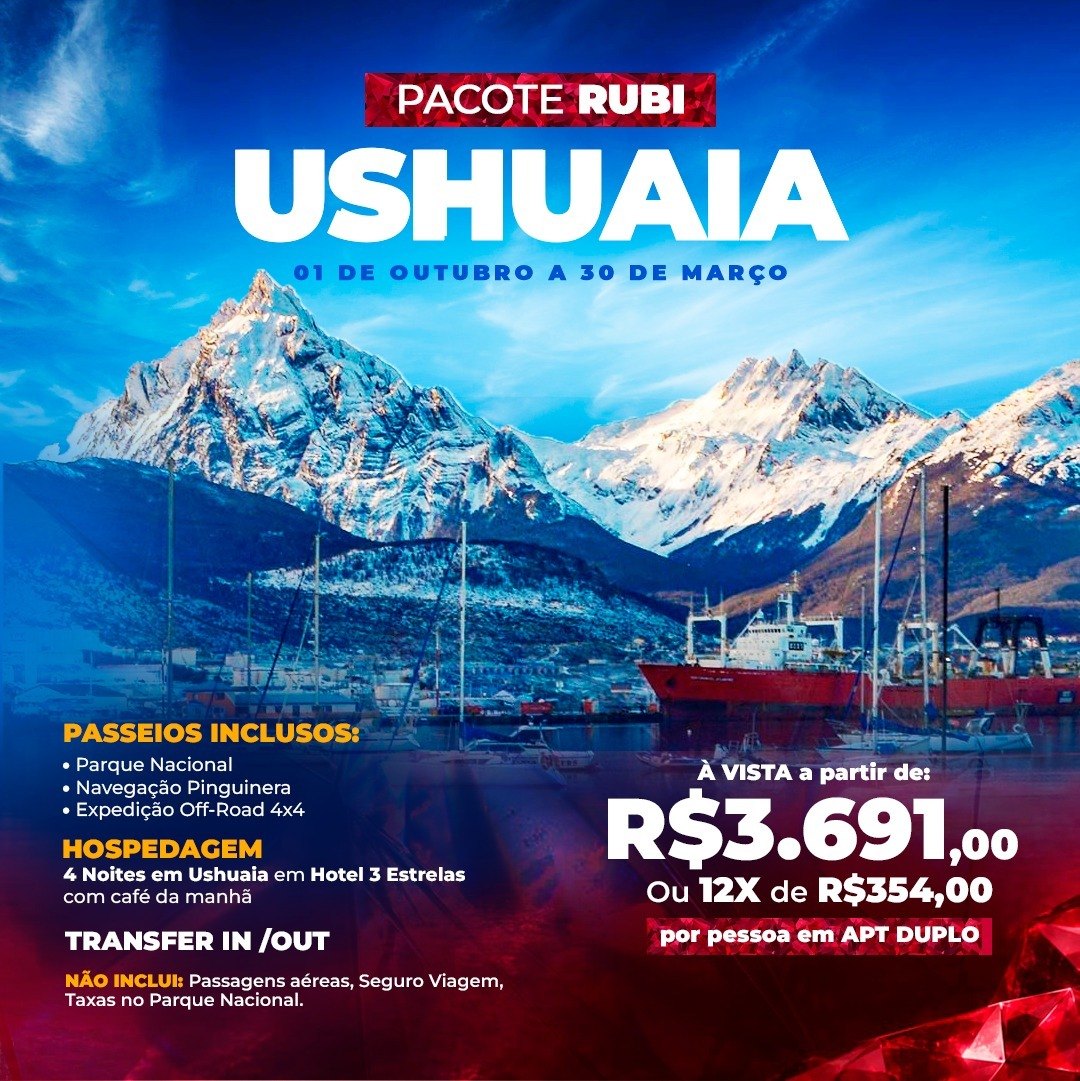 PACOTE RUBI
USHUAIA
01 DE OUTUBRO A 30 DE MARÇO
PASSEIOS INCLUSOS:
• Parque Nacional
• Navegação Pinguinera
• Expedição Off-Road 4x4
HOSPEDAGEM
4 Noites em Ushuaia em Hotel 3 Estrelas
com café da manhã
TRANSFER IN /OUT
NÃO INCLUI: Passagens aéreas, Seguro Viagem,
Taxas no Parque Nacional.
À VISTA a partir de:
R$3.691,00
Ou 12X de R$354,00
por pessoa em APT DUPLO